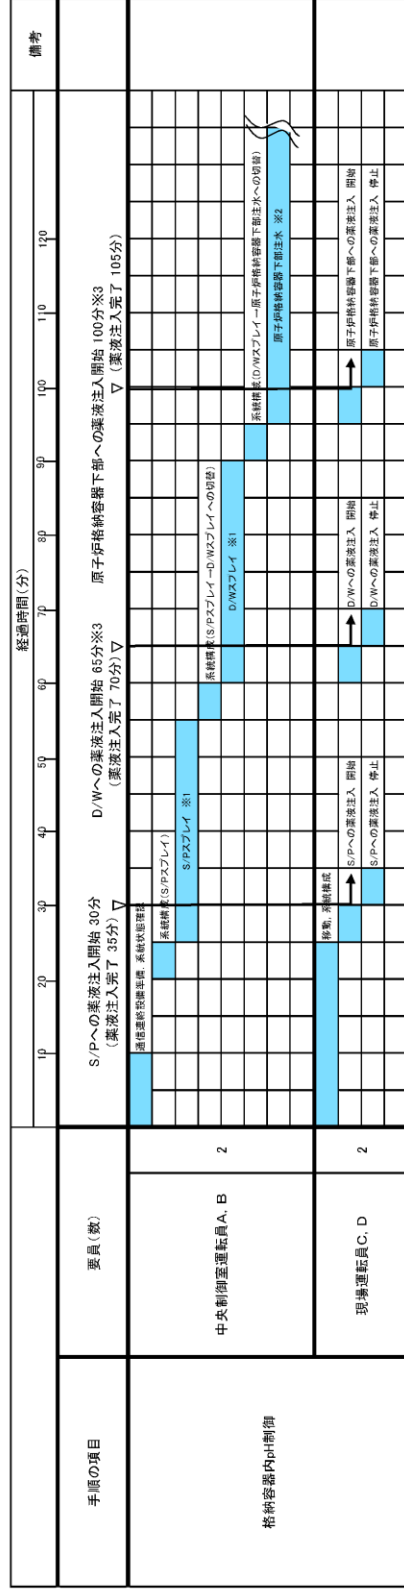 経過時間(分)
備考
10 20 30 40 50 60 70 80 90 100 110 120
手順の項目
要員(数)
S/Pへの薬液注入開始 30分
(薬液注入完了 35分)
▽
D/Wへの薬液注入開始 65分※3
(薬液注入完了 70分)
▽
原子炉格納容器下部への薬液注入開始 100分※3
(薬液注入完了 105分)
▽
格納容器内pH制御
中央制御室運転員A, B
2
通信連絡設備準備, 系統状態確認
系統構成(S/Pスプレイ)
S/Pスプレイ ※1
系統構成(S/Pスプレイ→D/Wスプレイへの切替)
D/Wスプレイ ※1
系統構成(D/Wスプレイ→原子炉格納容器下部注水への切替)
原子炉格納容器下部注水 ※2
現場運転員C, D
2
移動, 系統構成
S/Pへの薬液注入 開始
S/Pへの薬液注入 停止
D/Wへの薬液注入 開始
D/Wへの薬液注入 停止
原子炉格納容器下部への薬液注入 開始
原子炉格納容器下部への薬液注入 停止